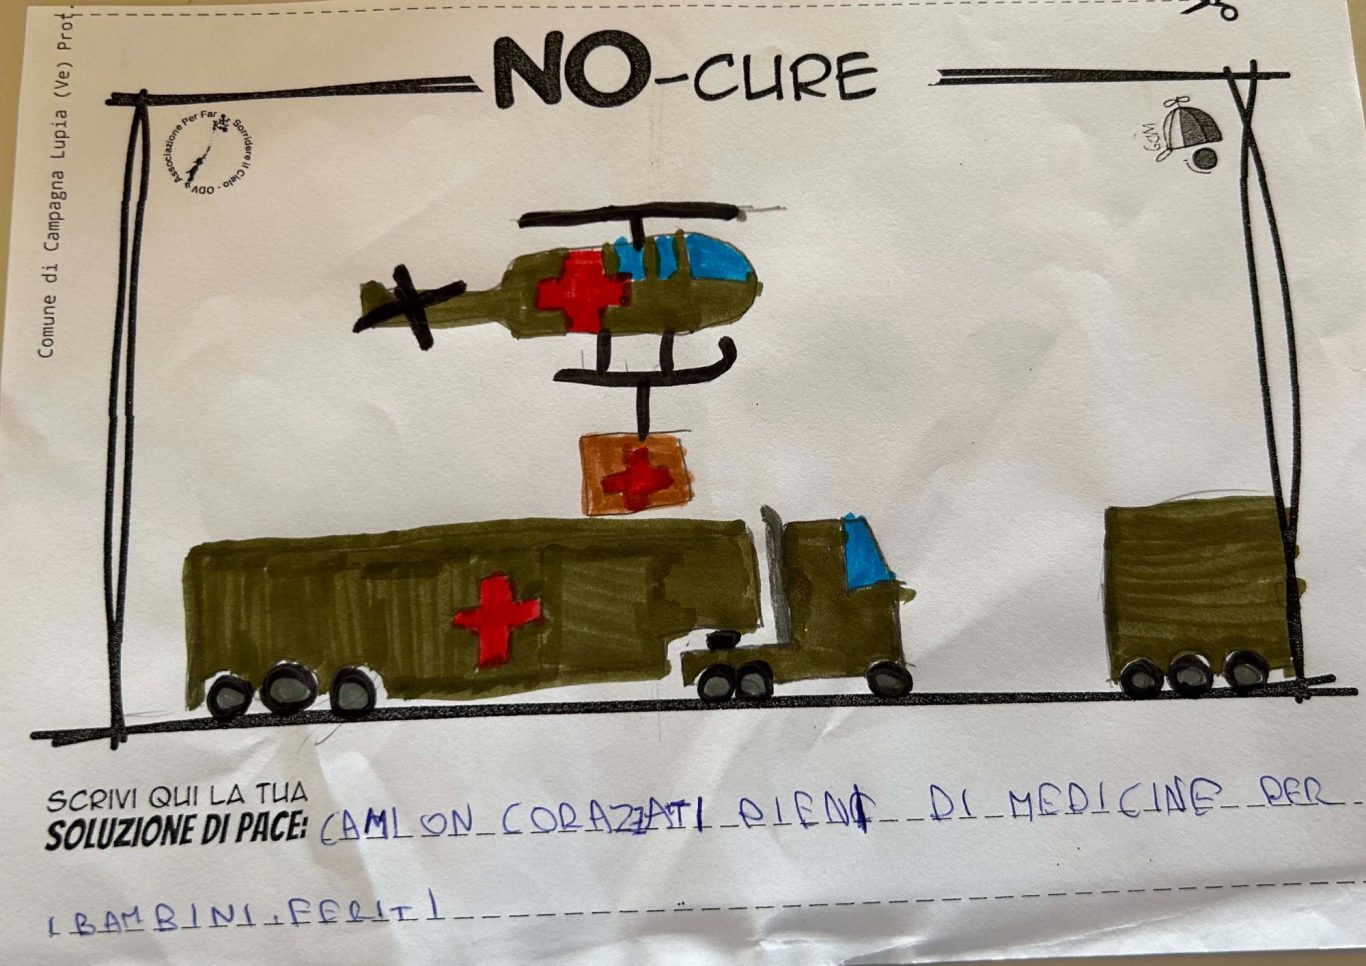 Comune di Campagna Lupia (Ve) Prot.
NO-CURE
Associazione Per Far Sorridere il Cielo - ODV
SCRIVI QUI LA TUA
SOLUZIONE DI PACE: CAMION CORAZZATI PIENI DI MEDICINE PER
I BAMBINI FERITI